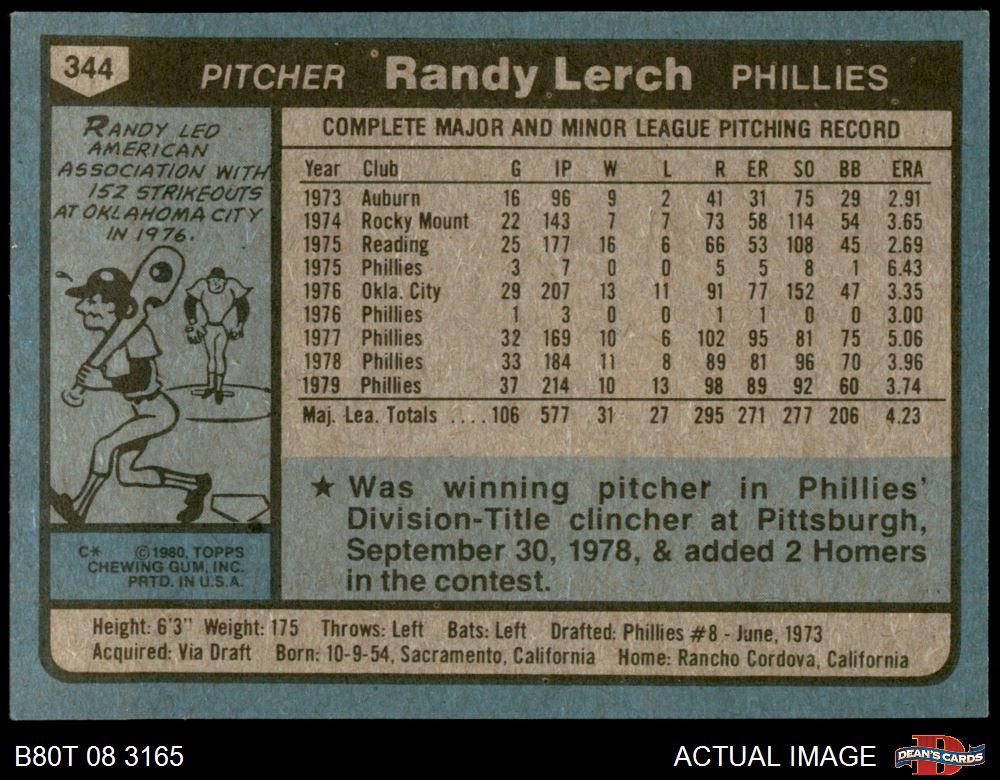 344
PITCHER Randy Lerch PHILLIES
RANDY LED
AMERICAN
ASSOCIATION WITH
152 STRIKEOUTS
AT OKLAHOMA CITY
IN 1976.
C* ©1980, TOPPS
CHEWING GUM, INC.
PRTD. IN U.S.A.
COMPLETE MAJOR AND MINOR LEAGUE PITCHING RECORD
Year Club G IP W L R ER SO BB ERA
1973 Auburn 16 96 9 2 41 31 75 29 2.91
1974 Rocky Mount 22 143 7 7 73 58 114 54 3.65
1975 Reading 25 177 16 6 66 53 108 45 2.69
1975 Phillies 3 7 0 0 5 5 8 1 6.43
1976 Okla. City 29 207 13 11 91 77 152 47 3.35
1976 Phillies 1 3 0 0 1 1 0 0 3.00
1977 Phillies 32 169 10 6 102 95 81 75 5.06
1978 Phillies 33 184 11 8 89 81 96 70 3.96
1979 Phillies 37 214 10 13 98 89 92 60 3.74
Maj. Lea. Totals .... 106 577 31 27 295 271 277 206 4.23
★ Was winning pitcher in Phillies'
Division-Title clincher at Pittsburgh,
September 30, 1978, & added 2 Homers
in the contest.
Height: 6'3" Weight: 175 Throws: Left Bats: Left Drafted: Phillies #8 - June, 1973
Acquired: Via Draft Born: 10-9-54, Sacramento, California Home: Rancho Cordova, California
B80T 08 3165
ACTUAL IMAGE
DEAN'S CARDS